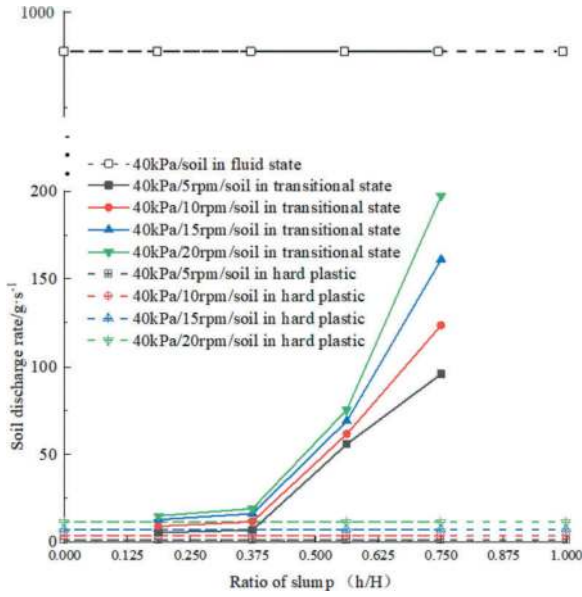 1000
40kPa/soil in fluid state
40kPa/5rpm/soil in transitional state
200
40kPa/10rpm/soil in transitional state
40kPa/15rpm/soil in transitional state
40kPa/20rpm/soil in transitional state
150
40kPa/5rpm/soil in hard plastic
40kPa/10rpm/soil in hard plastic
40kPa/15rpm/soil in hard plastic
40kPa/20rpm/soil in hard plastic
100
50
0
Soil discharge rate/g·s⁻¹
0.000 0.125 0.250 0.375 0.500 0.625 0.750 0.875 1.000
Ratio of slump （h/H）